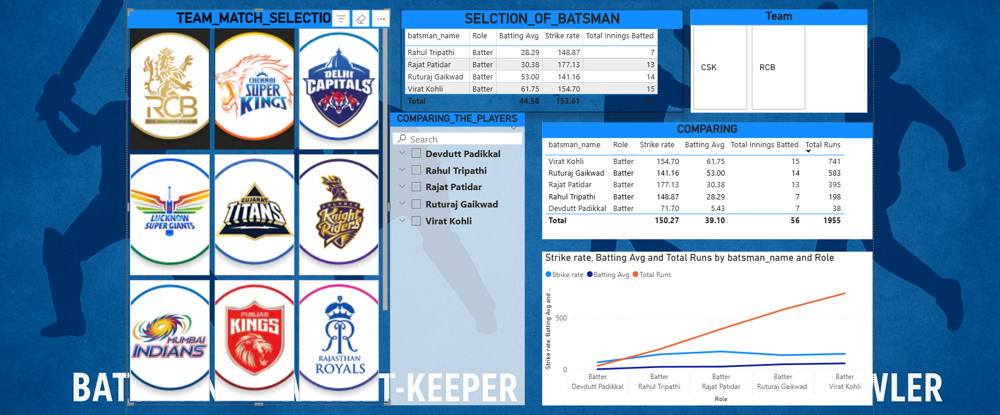 TEAM_MATCH_SELECTIO
RCB
ROYAL CHALLENGERS BENGALURU
CHENNAI
SUPER
KINGS
DELHI
CAPITALS
LUCKNOW
SUPER GIANTS
GUJARAT
TITANS
KOLKATA
Knight
Riders
MUMBAI
INDIANS
PUNJAB
KINGS
RAJASTHAN
ROYALS
SELCTION_OF_BATSMAN
batsman_name Role Batting Avg Strike rate Total Innings Batted
Rahul Tripathi Batter 28.29 148.87 7
Rajat Patidar Batter 30.38 177.13 13
Ruturaj Gaikwad Batter 53.00 141.16 14
Virat Kohli Batter 61.75 154.70 15
Total 44.58 153.61
Team
CSK
RCB
COMPARING_THE_PLAYERS
Search
Devdutt Padikkal
Rahul Tripathi
Rajat Patidar
Ruturaj Gaikwad
Virat Kohli
COMPARING
batsman_name Role Strike rate Batting Avg Total Innings Batted Total Runs
Virat Kohli Batter 154.70 61.75 15 741
Ruturaj Gaikwad Batter 141.16 53.00 14 583
Rajat Patidar Batter 177.13 30.38 13 395
Rahul Tripathi Batter 148.87 28.29 7 198
Devdutt Padikkal Batter 71.70 5.43 7 38
Total 150.27 39.10 56 1955
Strike rate, Batting Avg and Total Runs by batsman_name and Role
Strike rate Batting Avg Total Runs
Strike rate, Batting Avg and ...
500
0
Batter Batter Batter Batter Batter
Devdutt Padikkal Rahul Tripathi Rajat Patidar Ruturaj Gaikwad Virat Kohli
Role
BAT
T-KEEPER
WLER